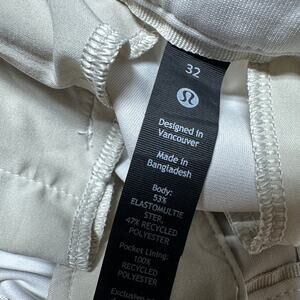 32
Designed in
Vancouver
Made in
Bangladesh
Body:
53%
ELASTOMULTIE
STER,
47% RECYCLED
POLYESTER
Pocket Lining:
100%
RECYCLED
POLYESTER
Exclusive